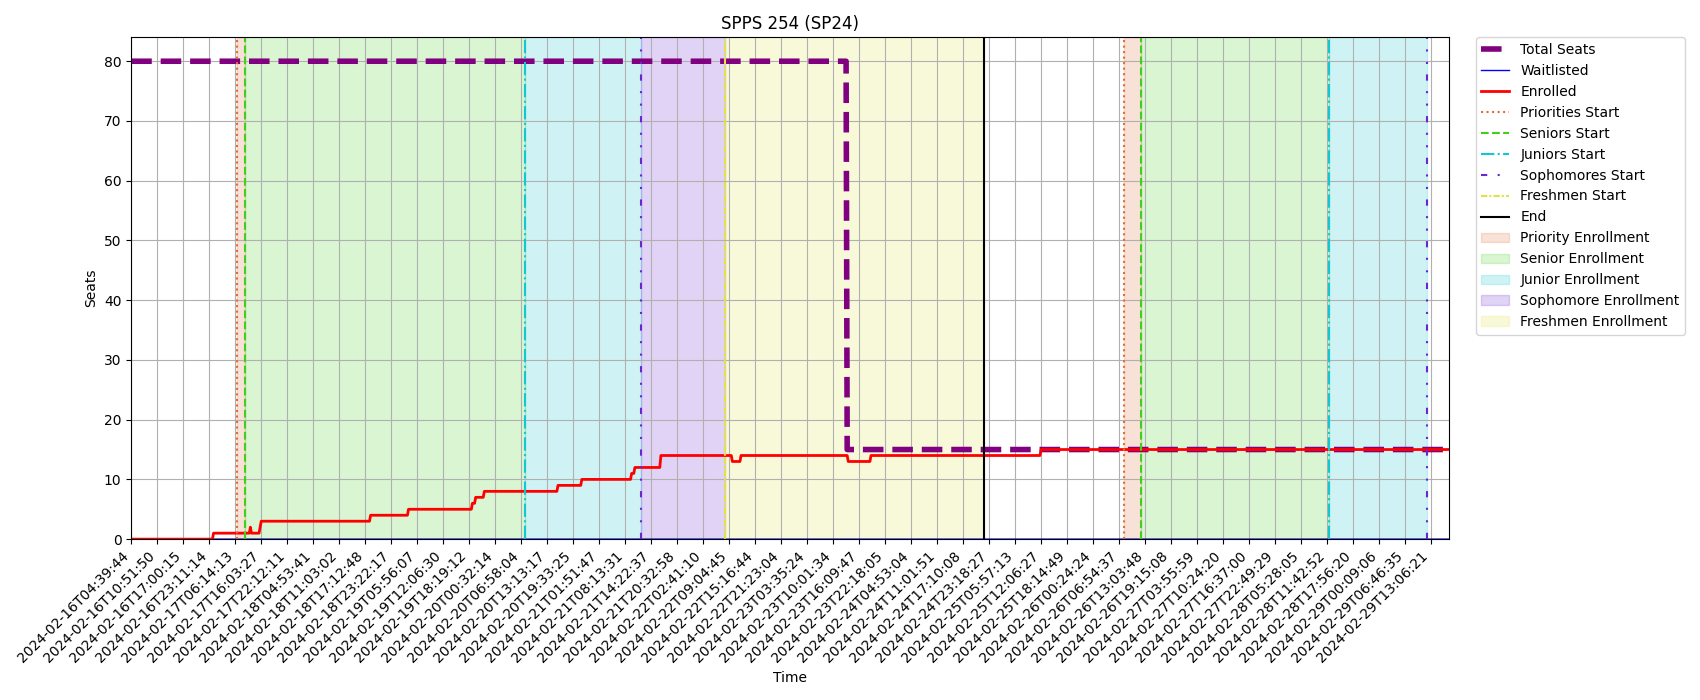 SPPS 254 (SP24)
Seats
80
70
60
50
40
30
20
10
0
2024-02-16T04:39:44
2024-02-16T10:51:50
2024-02-16T17:00:15
2024-02-16T23:11:14
2024-02-17T06:14:13
2024-02-17T16:03:27
2024-02-17T22:12:11
2024-02-18T04:53:41
2024-02-18T11:03:02
2024-02-18T17:12:48
2024-02-18T23:22:17
2024-02-19T05:56:07
2024-02-19T12:06:30
2024-02-19T18:19:12
2024-02-20T00:32:14
2024-02-20T06:58:04
2024-02-20T13:13:17
2024-02-20T19:33:25
2024-02-21T01:51:47
2024-02-21T08:13:31
2024-02-21T14:22:37
2024-02-21T20:32:58
2024-02-22T02:41:10
2024-02-22T09:04:45
2024-02-22T15:16:44
2024-02-22T21:23:04
2024-02-23T03:35:24
2024-02-23T10:01:34
2024-02-23T16:09:47
2024-02-23T22:18:05
2024-02-24T04:53:04
2024-02-24T11:01:51
2024-02-24T17:10:08
2024-02-24T23:18:27
2024-02-25T05:57:13
2024-02-25T12:06:27
2024-02-25T18:14:49
2024-02-26T00:24:24
2024-02-26T06:54:37
2024-02-26T13:03:48
2024-02-26T19:15:08
2024-02-27T03:55:59
2024-02-27T10:24:20
2024-02-27T16:37:00
2024-02-27T22:49:29
2024-02-28T05:28:05
2024-02-28T11:42:52
2024-02-28T17:56:20
2024-02-29T00:09:06
2024-02-29T06:46:35
2024-02-29T13:06:21
Time
Total Seats
Waitlisted
Enrolled
Priorities Start
Seniors Start
Juniors Start
Sophomores Start
Freshmen Start
End
Priority Enrollment
Senior Enrollment
Junior Enrollment
Sophomore Enrollment
Freshmen Enrollment